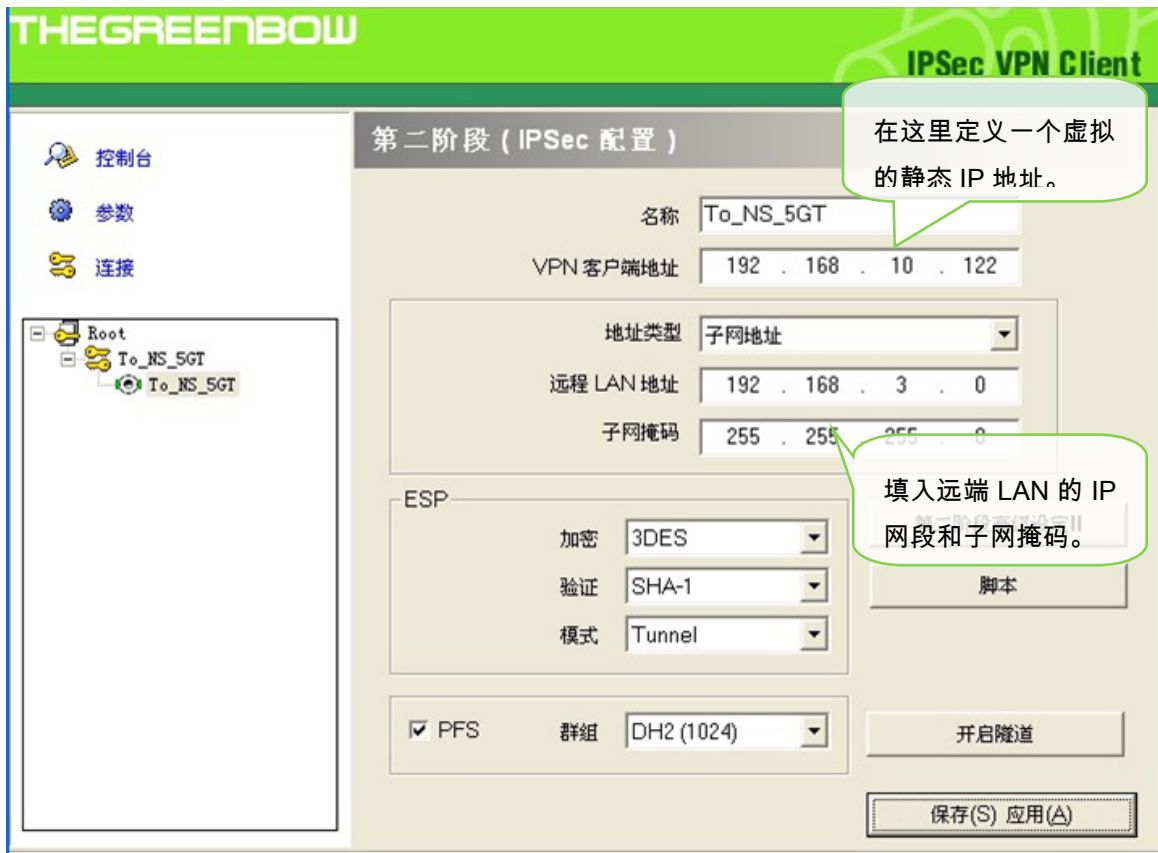 THEGREENBOW
IPSec VPN Client
在这里定义一个虚拟
的静态 IP 地址。
控制台
参数
连接
Root
To_NS_5GT
To_NS_5GT
第二阶段 ( IPSec 配置 )
名称 To_NS_5GT
VPN 客户端地址 192 . 168 . 10 . 122
地址类型 子网地址
远程 LAN 地址 192 . 168 . 3 . 0
子网掩码 255 . 255 . 255 . 0
填入远端 LAN 的 IP
网段和子网掩码。
ESP
加密 3DES
验证 SHA-1
模式 Tunnel
脚本
PFS 群组 DH2 (1024)
开启隧道
保存(S) 应用(A)